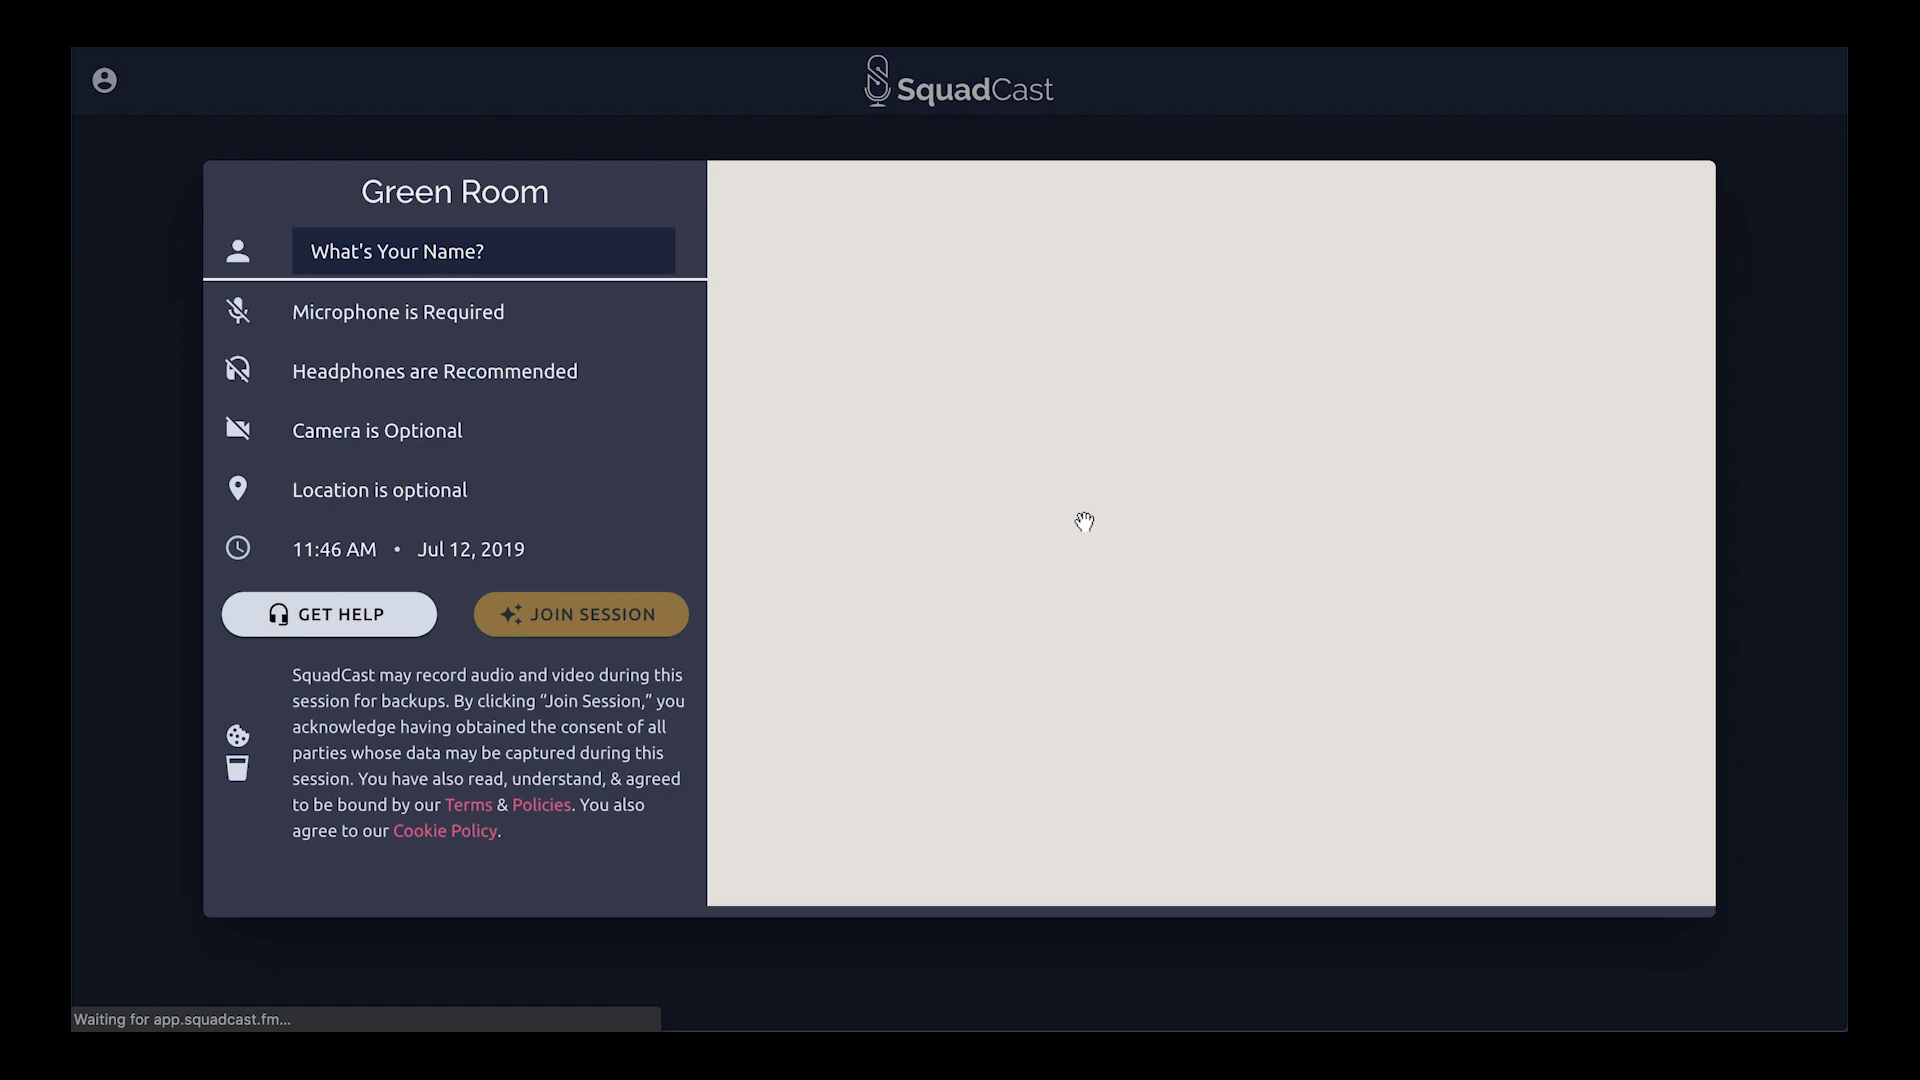 SquadCast
Green Room
What's Your Name?
Microphone is Required
Headphones are Recommended
Camera is Optional
Location is optional
11:46 AM • Jul 12, 2019
GET HELP
JOIN SESSION
SquadCast may record audio and video during this
session for backups. By clicking “Join Session,” you
acknowledge having obtained the consent of all
parties whose data may be captured during this
session. You have also read, understand, & agreed
to be bound by our Terms & Policies. You also
agree to our Cookie Policy.
Waiting for app.squadcast.fm...